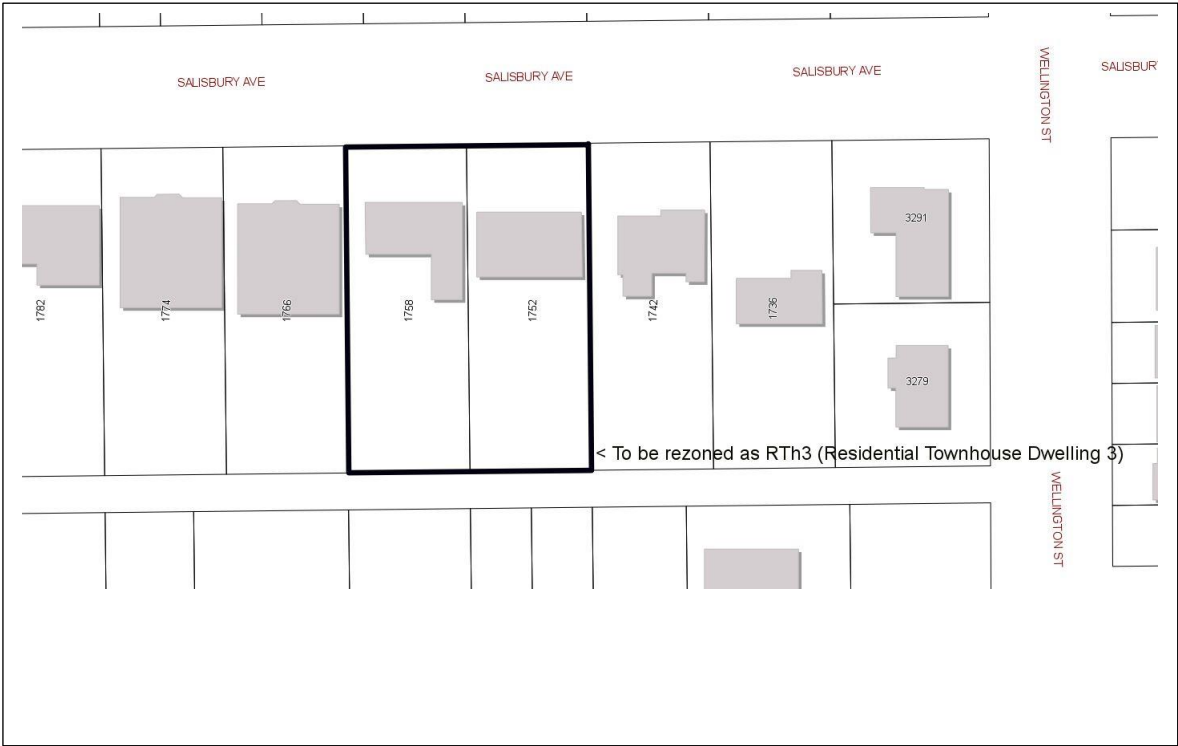 SALISBURY AVE
SALISBURY AVE
SALISBURY AVE
WELLINGTON ST
SALISBUR
3291
1782
1774
1766
1758
1752
1742
1736
3279
< To be rezoned as RTh3 (Residential Townhouse Dwelling 3)
WELLINGTON ST